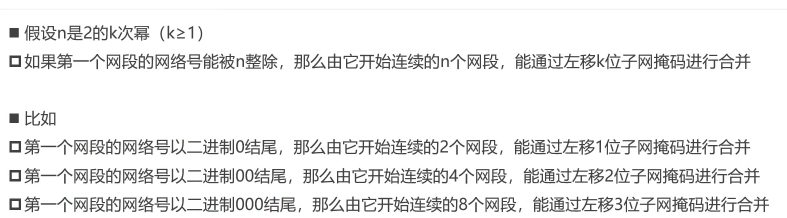 ■ 假设n是2的k次幂（k≥1）
□ 如果第一个网段的网络号能被n整除，那么由它开始连续的n个网段，能通过左移k位子网掩码进行合并
■ 比如
□ 第一个网段的网络号以二进制0结尾，那么由它开始连续的2个网段，能通过左移1位子网掩码进行合并
□ 第一个网段的网络号以二进制00结尾，那么由它开始连续的4个网段，能通过左移2位子网掩码进行合并
□ 第一个网段的网络号以二进制000结尾，那么由它开始连续的8个网段，能通过左移3位子网掩码进行合并